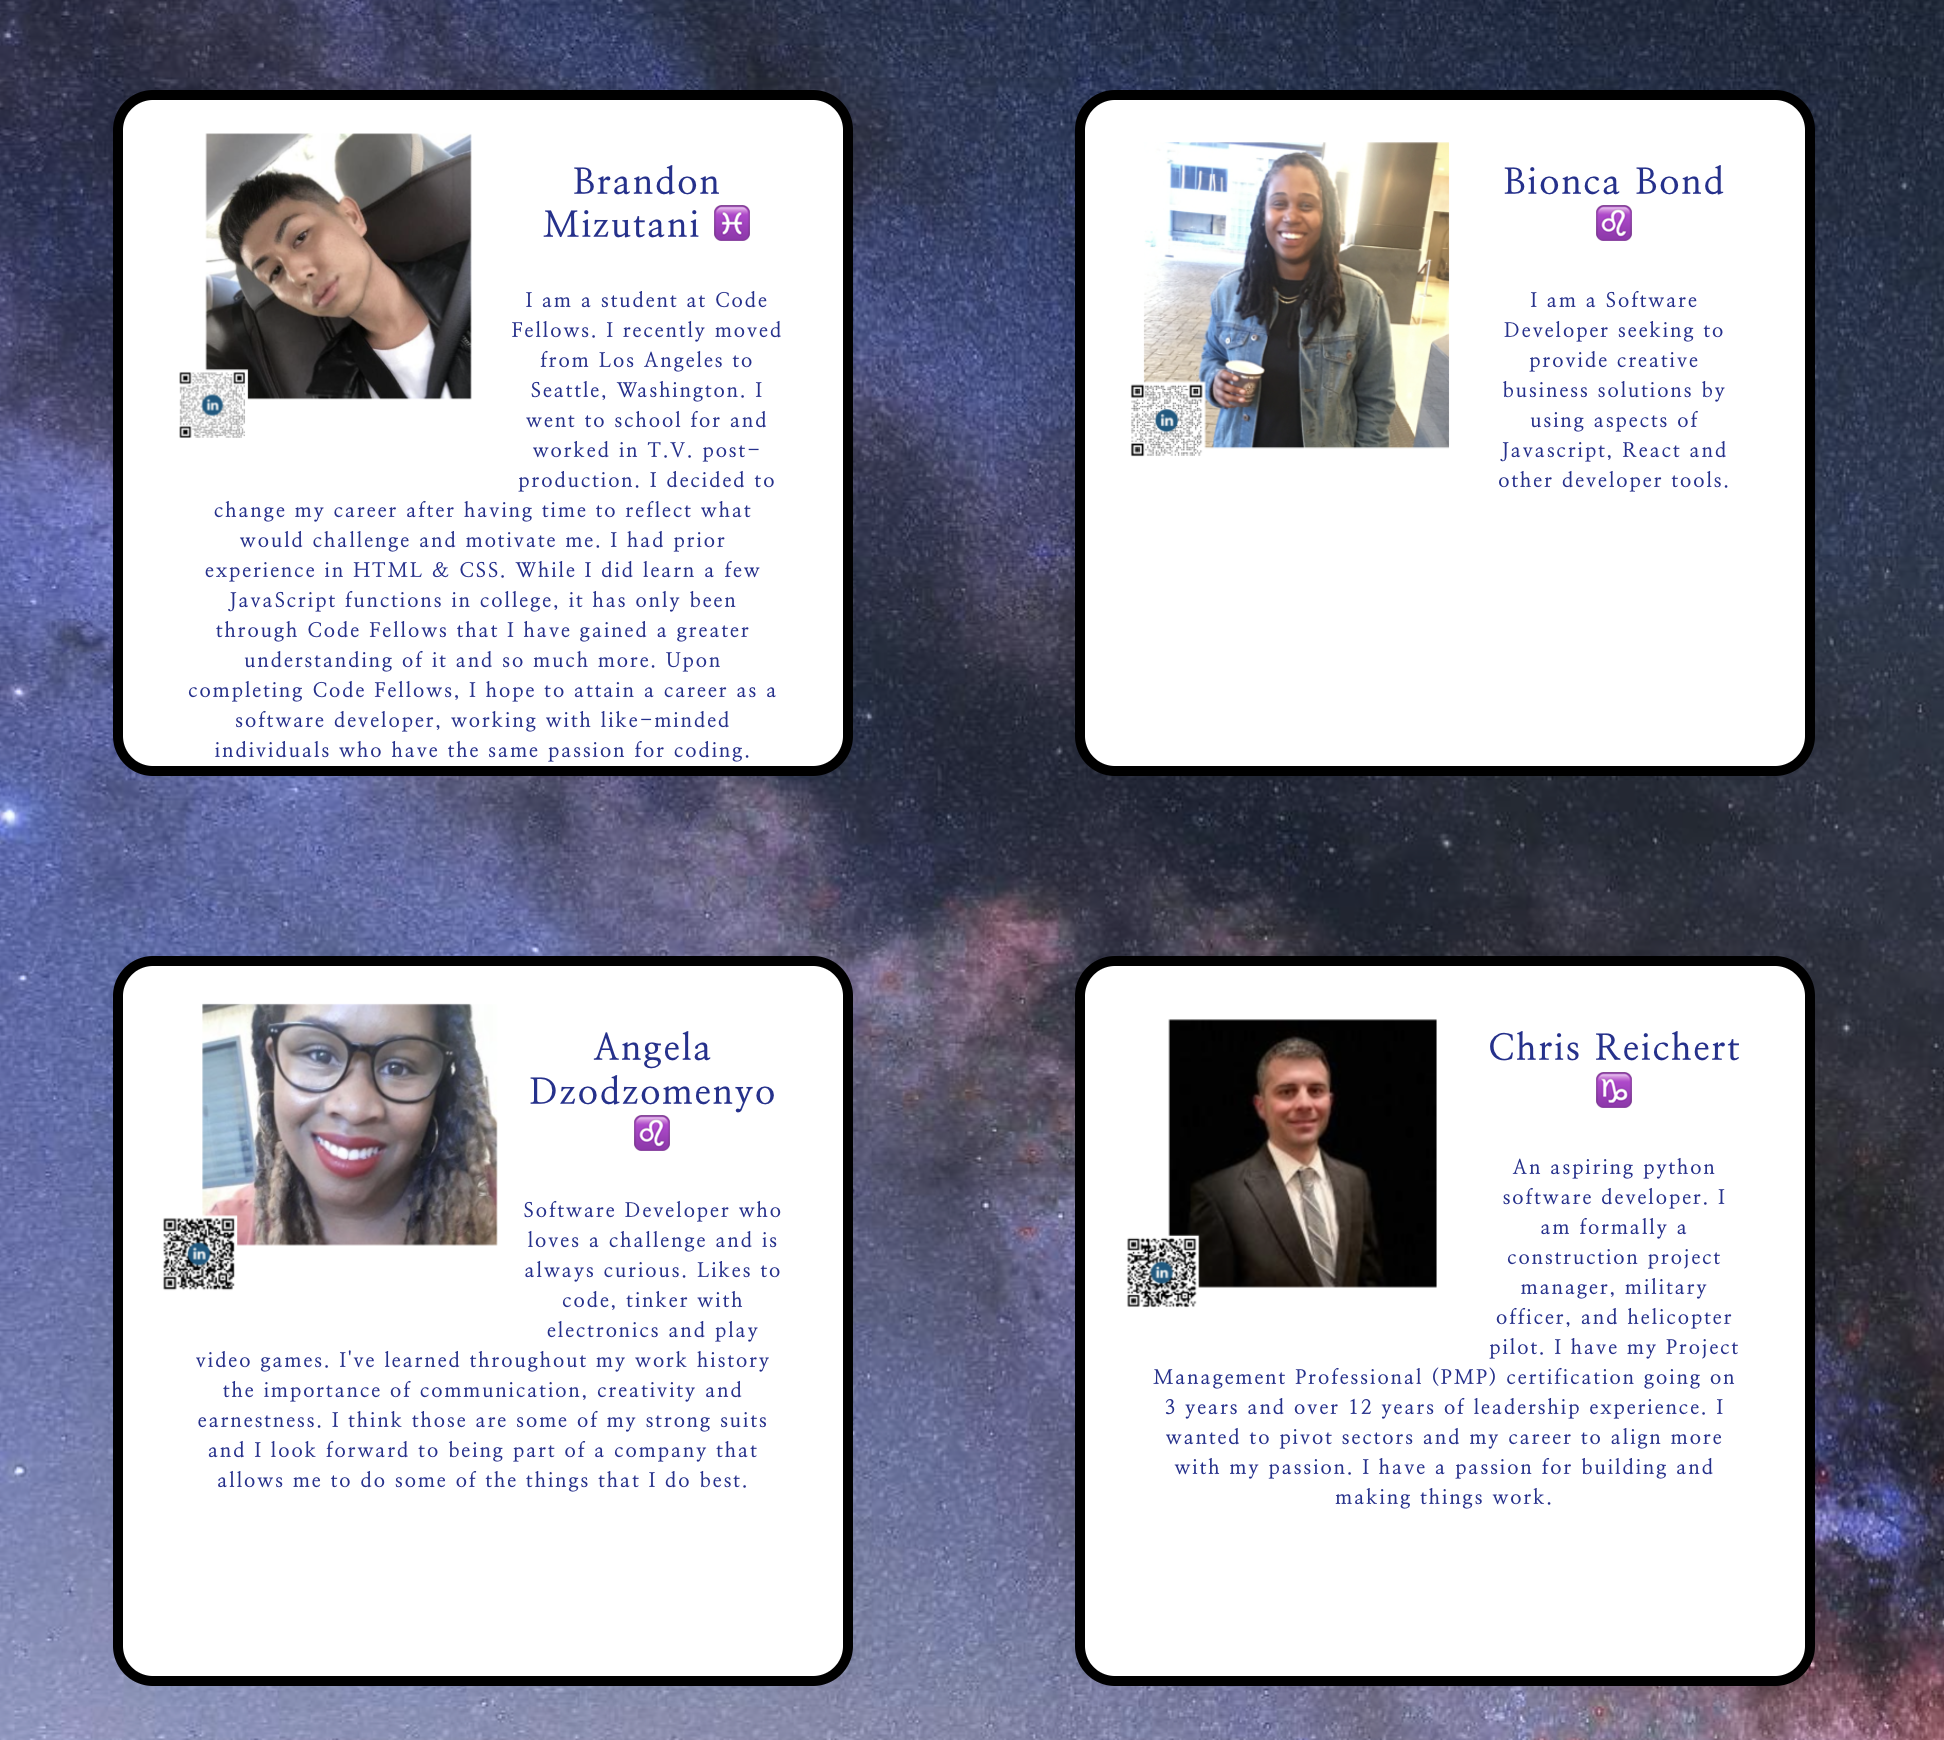 Brandon
Mizutani ♓
I am a student at Code
Fellows. I recently moved
from Los Angeles to
Seattle, Washington. I
went to school for and
worked in T.V. post-
production. I decided to
change my career after having time to reflect what
would challenge and motivate me. I had prior
experience in HTML & CSS. While I did learn a few
JavaScript functions in college, it has only been
through Code Fellows that I have gained a greater
understanding of it and so much more. Upon
completing Code Fellows, I hope to attain a career as a
software developer, working with like-minded
individuals who have the same passion for coding.
in
Bionca Bond
♌
I am a Software
Developer seeking to
provide creative
business solutions by
using aspects of
Javascript, React and
other developer tools.
in
Angela
Dzodzomenyo
♌
Software Developer who
loves a challenge and is
always curious. Likes to
code, tinker with
electronics and play
video games. I've learned throughout my work history
the importance of communication, creativity and
earnestness. I think those are some of my strong suits
and I look forward to being part of a company that
allows me to do some of the things that I do best.
in
Chris Reichert
♑
An aspiring python
software developer. I
am formally a
construction project
manager, military
officer, and helicopter
pilot. I have my Project
Management Professional (PMP) certification going on
3 years and over 12 years of leadership experience. I
wanted to pivot sectors and my career to align more
with my passion. I have a passion for building and
making things work.
in